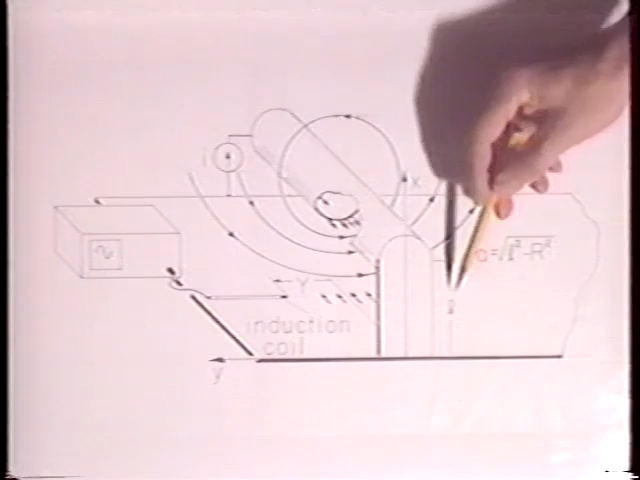 i
x
a=√l²-R²
Y
l
induction
coil
y